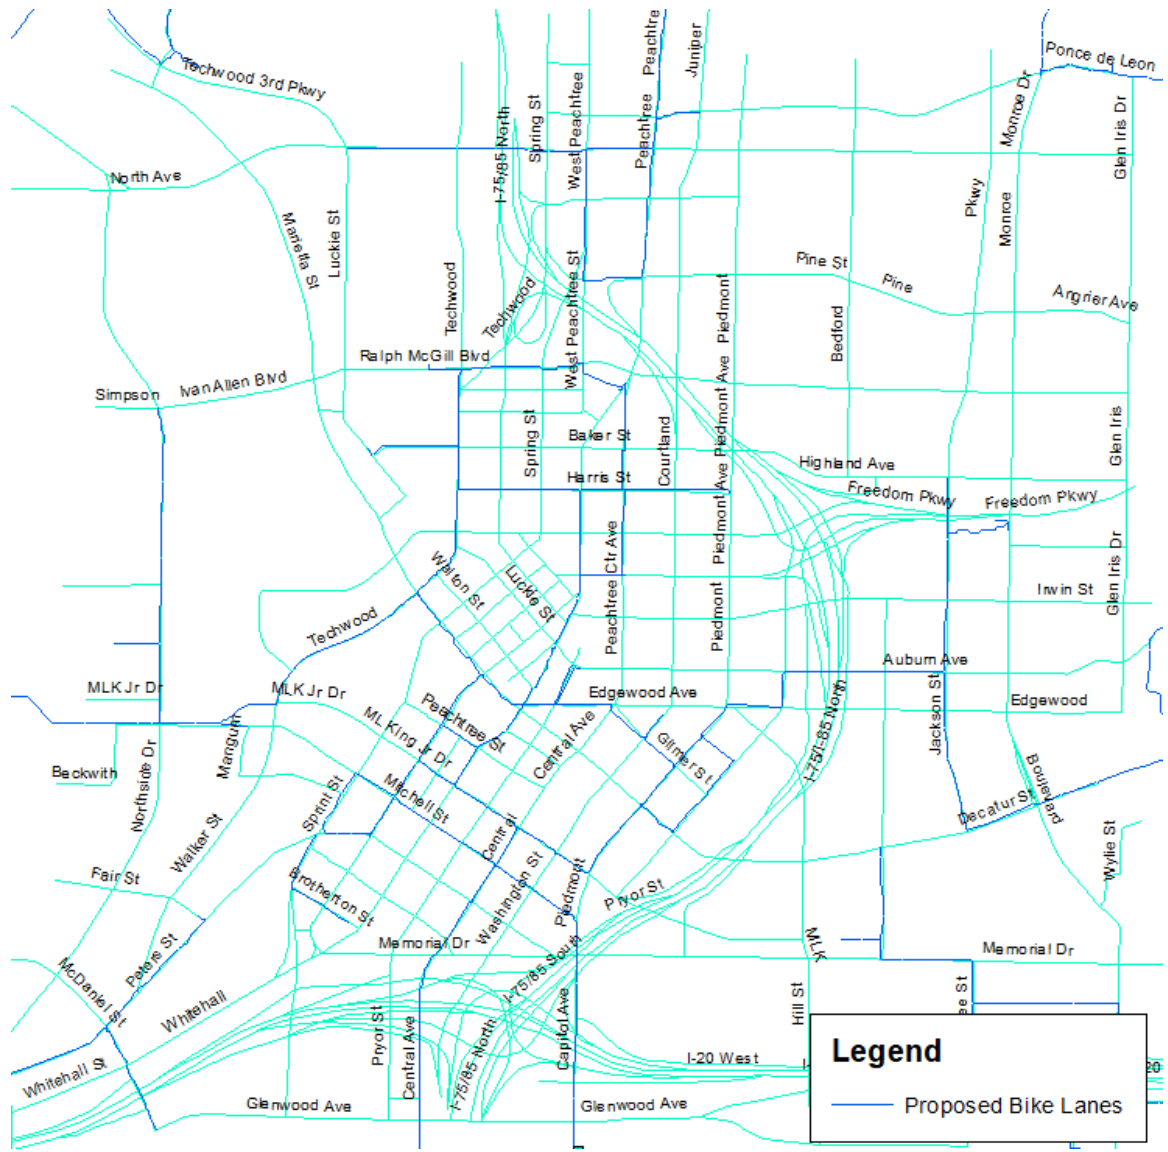 Ponce de Leon
Techwood 3rd Pkwy
Peachtre
Juniper
I-75/85 North
Spring St
West Peachtree
Peachtree
Monroe Dr
Glen Iris Dr
North Ave
Marietta St
Luckie St
Pkwy
Monroe
Techwood
Techwood
West Peachtree St
Piedmont
Pine St
Pine
Angrier Ave
Bedford
Ralph McGill Blvd
Ivan Allen Blvd
Simpson
Spring St
Baker St
Harris St
Courtland
Piedmont Ave
Piedmont Ave
Highland Ave
Glen Iris
Freedom Pkwy
Freedom Pkwy
Walton St
Luckie St
Peachtree Ctr Ave
Piedmont
Piedmont
Glen Iris Dr
Irwin St
Techwood
Auburn Ave
MLK Jr Dr
MLK Jr Dr
Edgewood Ave
Edgewood
Peachtree St
ML King Jr Dr
Central Ave
Gilmer St
I-75/I-85 North
Jackson St
Mangum
Northside Dr
Beckwith
Sprint St
Mitchell St
Boulevard
Decatur St
Walker St
Central
Wylie St
Fair St
Brotherton St
Washington St
Piedmont
Pryor St
Peters St
Memorial Dr
MLK
Memorial Dr
McDaniel St
Whitehall
I-75/85 South
Hill St
ee St
Pryor St
Central Ave
Capitol Ave
I-75/85 North
I-20 West
I-
20
Whitehall St
Glenwood Ave
Glenwood Ave
Legend
Proposed Bike Lanes